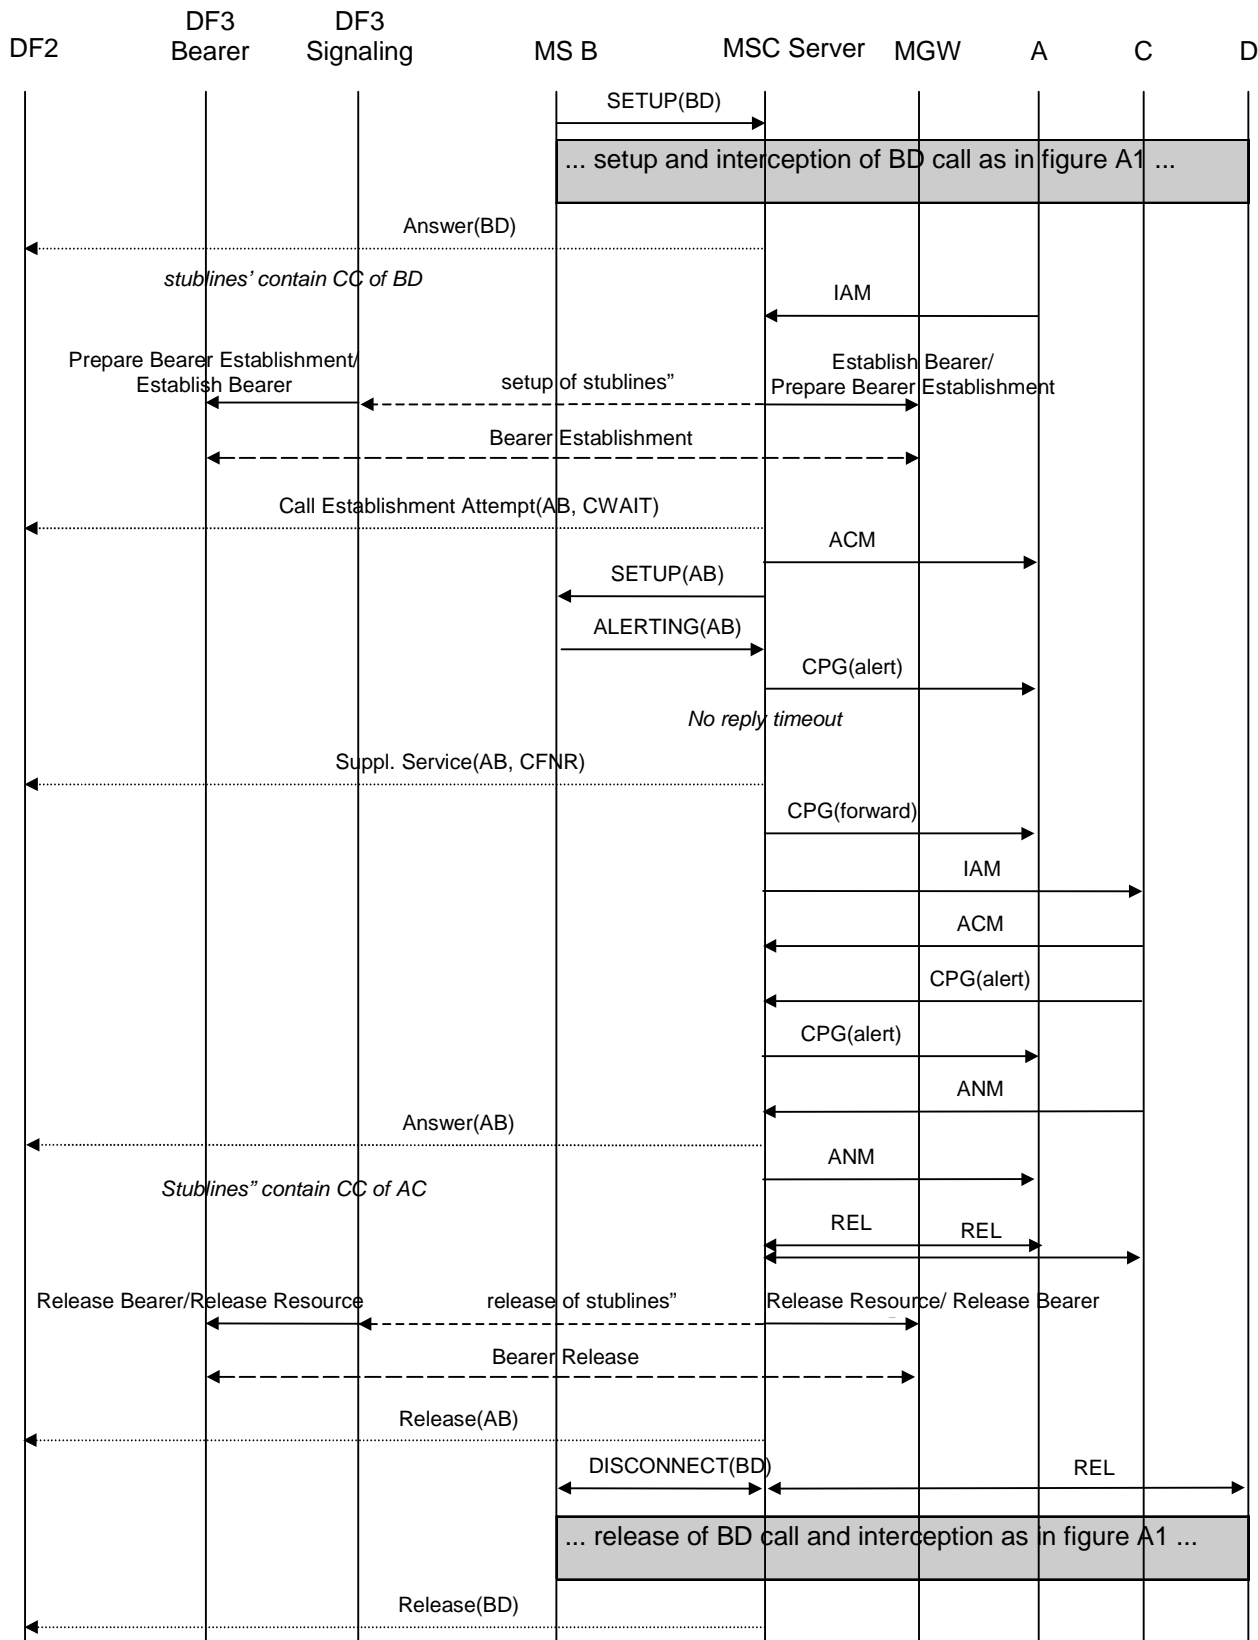 DF2
DF3
Bearer
DF3
Signaling
MS B
MSC Server
MGW
A
C
D
SETUP(BD)
... setup and interception of BD call as in figure A1 ...
Answer(BD)
stublines’ contain CC of BD
IAM
Prepare Bearer Establishment/
Establish Bearer
setup of stublines”
Establish Bearer/
Prepare Bearer Establishment
Bearer Establishment
Call Establishment Attempt(AB, CWAIT)
ACM
SETUP(AB)
ALERTING(AB)
CPG(alert)
No reply timeout
Suppl. Service(AB, CFNR)
CPG(forward)
IAM
ACM
CPG(alert)
CPG(alert)
ANM
Answer(AB)
ANM
Stublines” contain CC of AC
REL
REL
Release Bearer/Release Resource
release of stublines”
Release Resource/ Release Bearer
Bearer Release
Release(AB)
DISCONNECT(BD)
REL
... release of BD call and interception as in figure A1 ...
Release(BD)